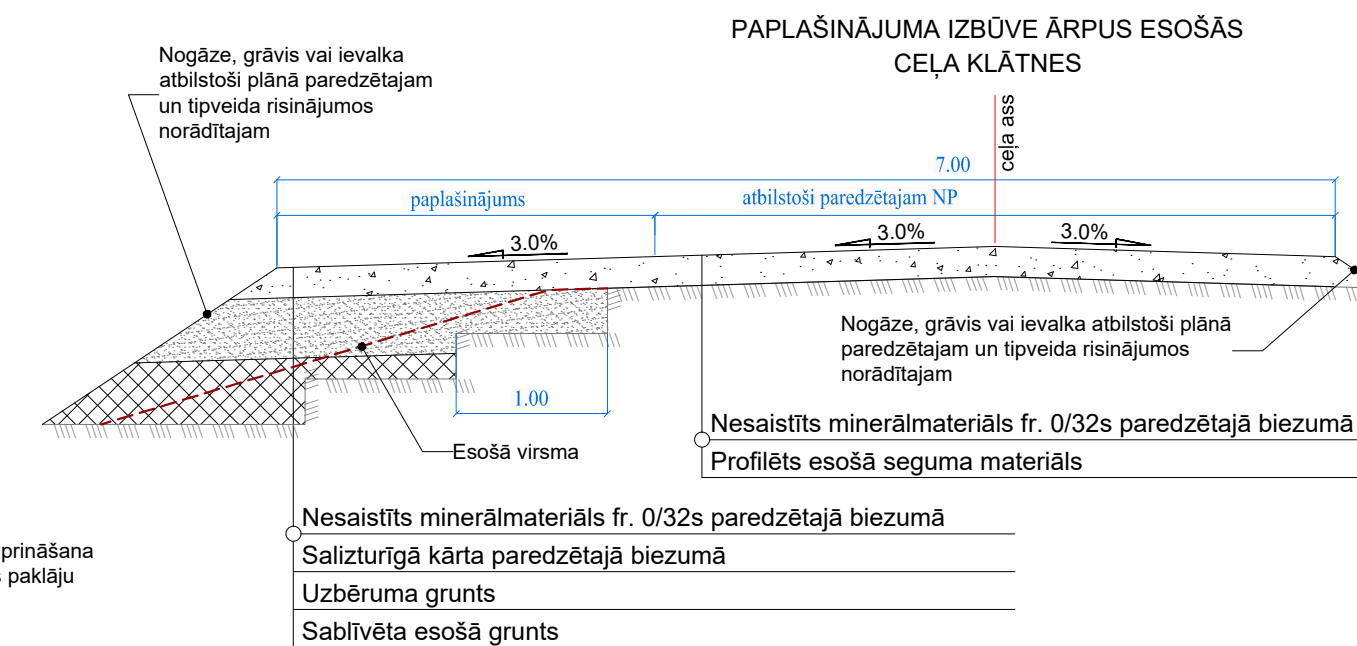 PAPLAŠINĀJUMA IZBŪVE ĀRPUS ESOŠĀS
CEĻA KLĀTNES
Nogāze, grāvis vai ievalka
atbilstoši plānā paredzētajam
un tipveida risinājumos
norādītajam
ceļa ass
7.00
paplašinājums
atbilstoši paredzētajam NP
3.0%
3.0%
3.0%
Nogāze, grāvis vai ievalka atbilstoši plānā
paredzētajam un tipveida risinājumos
norādītajam
1.00
Esošā virsma
Nesaistīts minerālmateriāls fr. 0/32s paredzētajā biezumā
Profilēts esošā seguma materiāls
Nesaistīts minerālmateriāls fr. 0/32s paredzētajā biezumā
Salizturīgā kārta paredzētajā biezumā
Uzbēruma grunts
Sablīvēta esošā grunts
prināšana
s paklāju